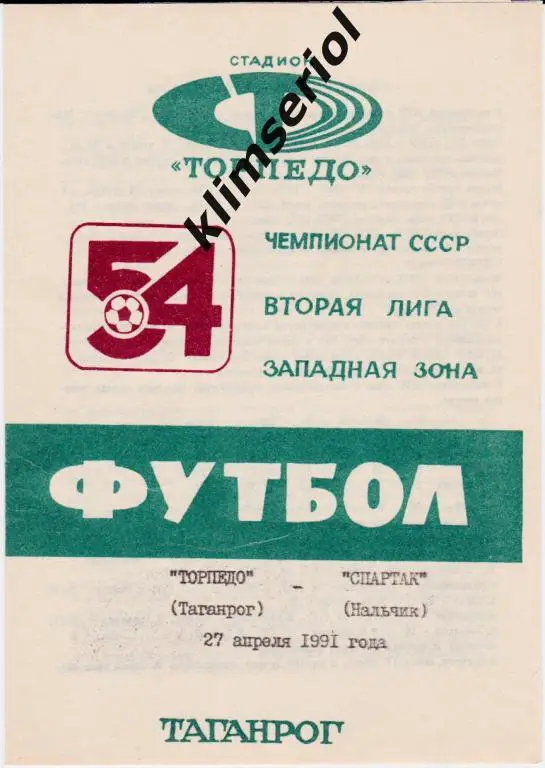 СТАДИОН
«ТОРПЕДО»
klimseriol
54
ЧЕМПИОНАТ СССР
ВТОРАЯ ЛИГА
ЗАПАДНАЯ ЗОНА
ФУТБОЛ
"ТОРПЕДО" – "СПАРТАК"
(Таганрог) (Нальчик)
27 апреля 1991 года
ТАГАНРОГ